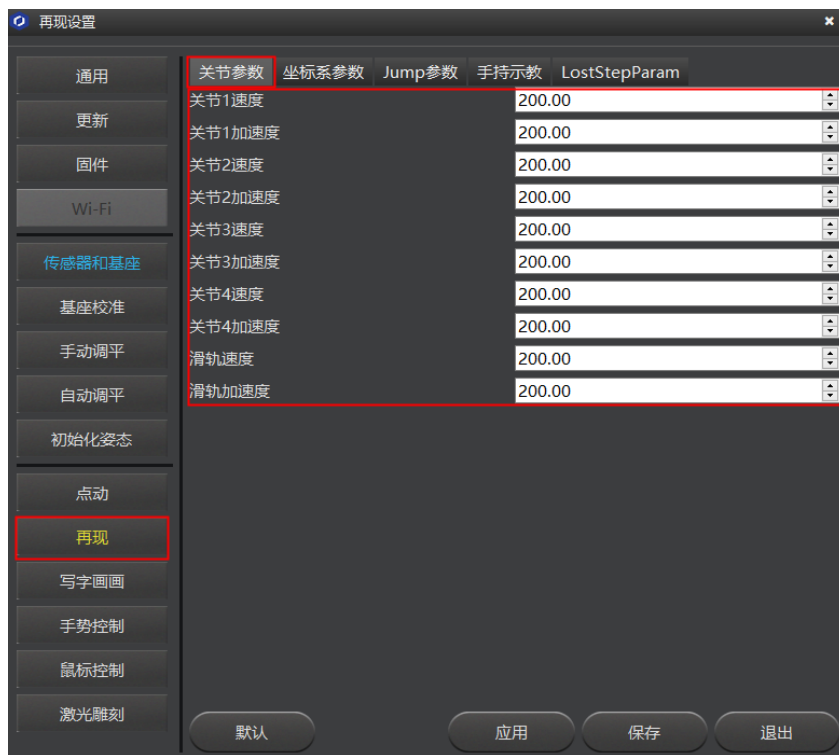 再现设置
通用
更新
固件
Wi-Fi
传感器和基座
基座校准
手动调平
自动调平
初始化姿态
点动
再现
写字画画
手势控制
鼠标控制
激光雕刻
关节参数 坐标系参数 Jump参数 手持示教 LostStepParam
关节1速度 200.00
关节1加速度 200.00
关节2速度 200.00
关节2加速度 200.00
关节3速度 200.00
关节3加速度 200.00
关节4速度 200.00
关节4加速度 200.00
滑轨速度 200.00
滑轨加速度 200.00
默认 应用 保存 退出